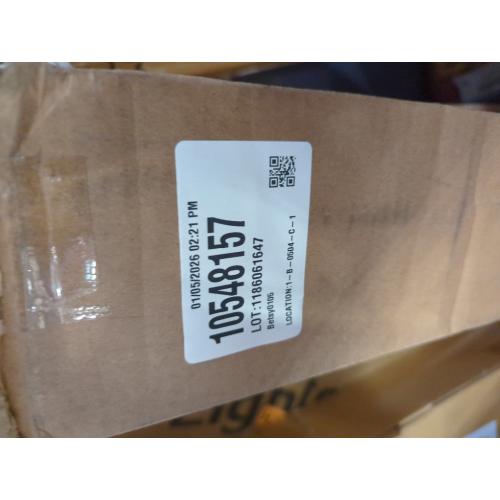 01/05/2026 02:21 PM
10548157
LOT:1186061647
Betsy0105
LOCATION:1-B-0504-C-1